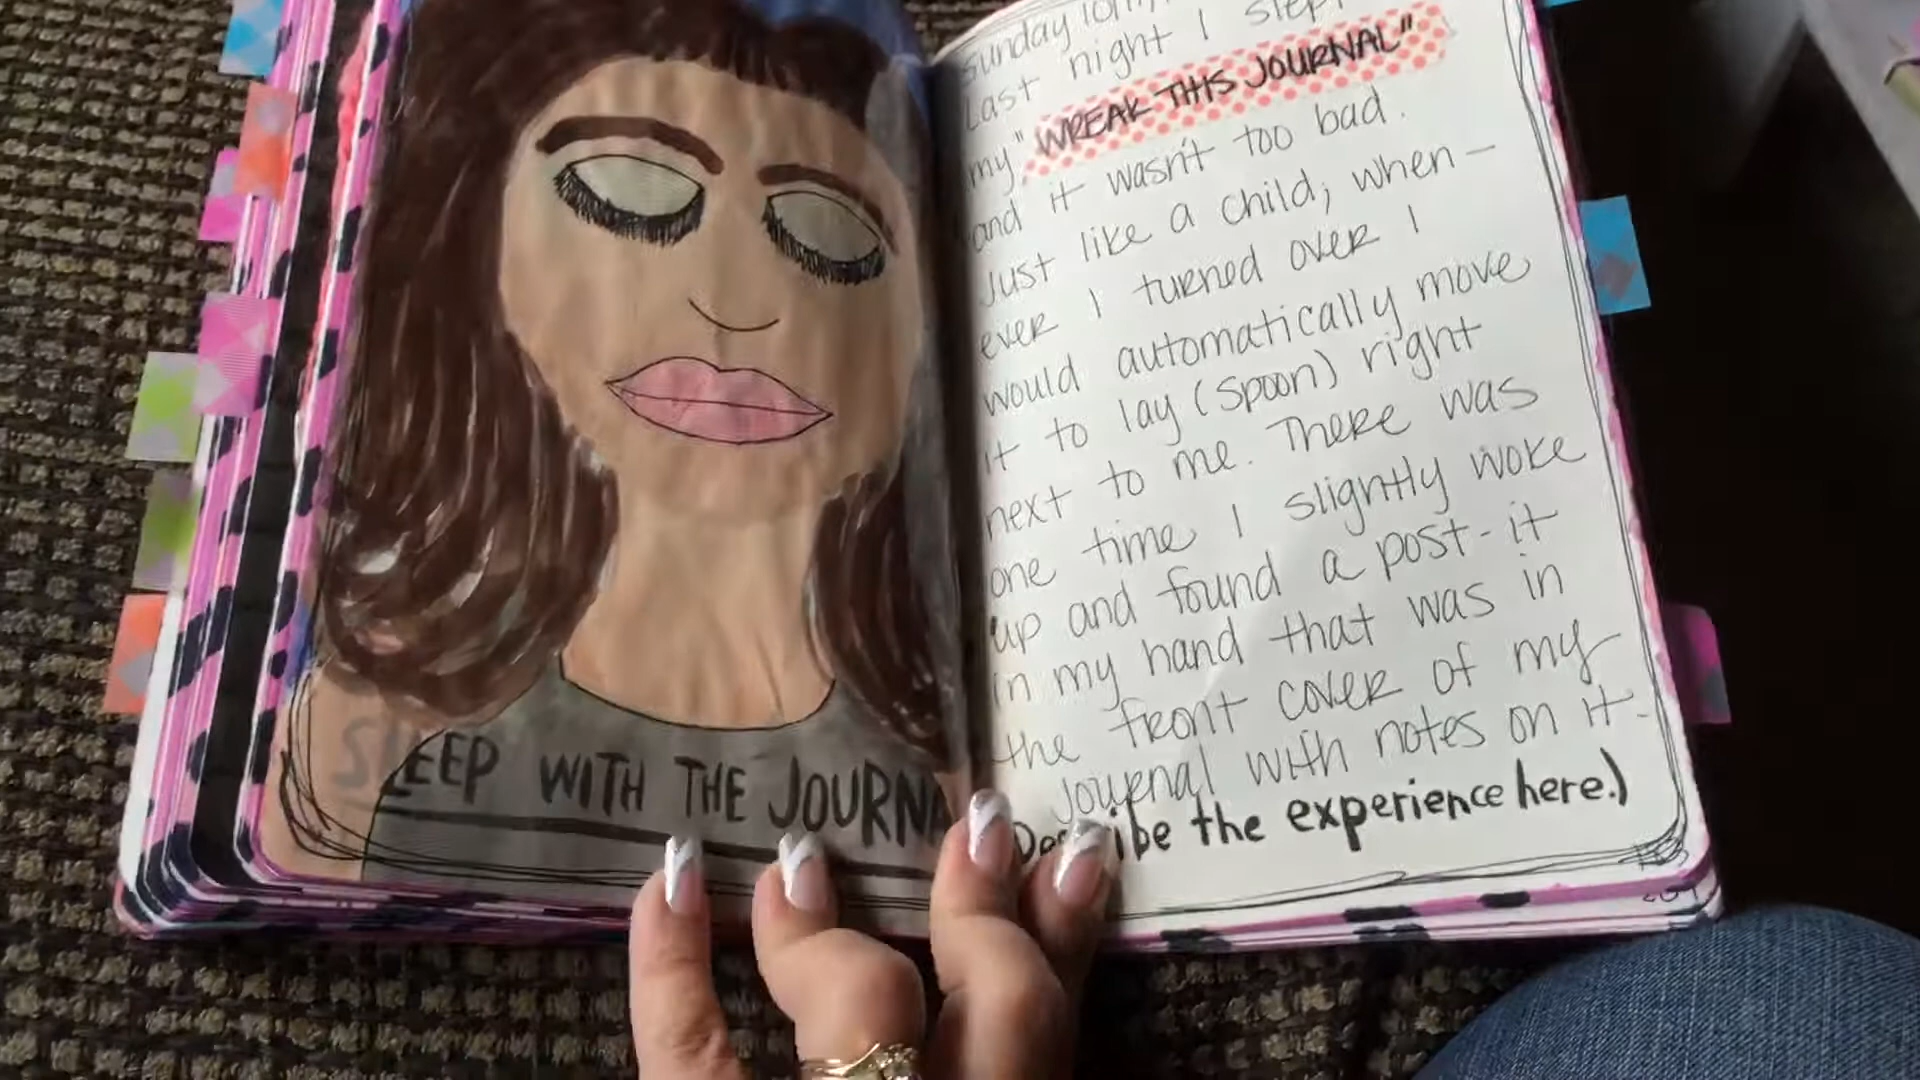 SLEEP WITH THE JOURNA
Sunday
Last night I slept
my "WREAK THIS JOURNAL"
and it wasn't too bad.
Just like a child, when-
ever I turned over I
would automatically move
it to lay (spoon) right
next to me. There was
one time I slightly woke
up and found a post-it
in my hand that was in
the front cover of my
journal with notes on it.
Describe the experience here.)